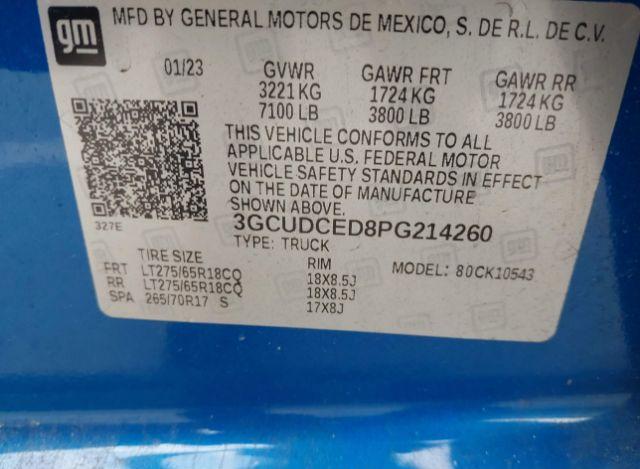 gm
MFD BY GENERAL MOTORS DE MEXICO, S. DE R.L. DE C.V.
01/23 GVWR GAWR FRT GAWR RR
3221 KG 1724 KG 1724 KG
7100 LB 3800 LB 3800 LB
THIS VEHICLE CONFORMS TO ALL
APPLICABLE U.S. FEDERAL MOTOR
VEHICLE SAFETY STANDARDS IN EFFECT
ON THE DATE OF MANUFACTURE
SHOWN ABOVE.
327E 3GCUDCED8PG214260
TYPE: TRUCK
TIRE SIZE RIM MODEL: 80CK10543
FRT LT275/65R18CQ 18X8.5J
RR LT275/65R18CQ 18X8.5J
SPA 265/70R17 S 17X8J